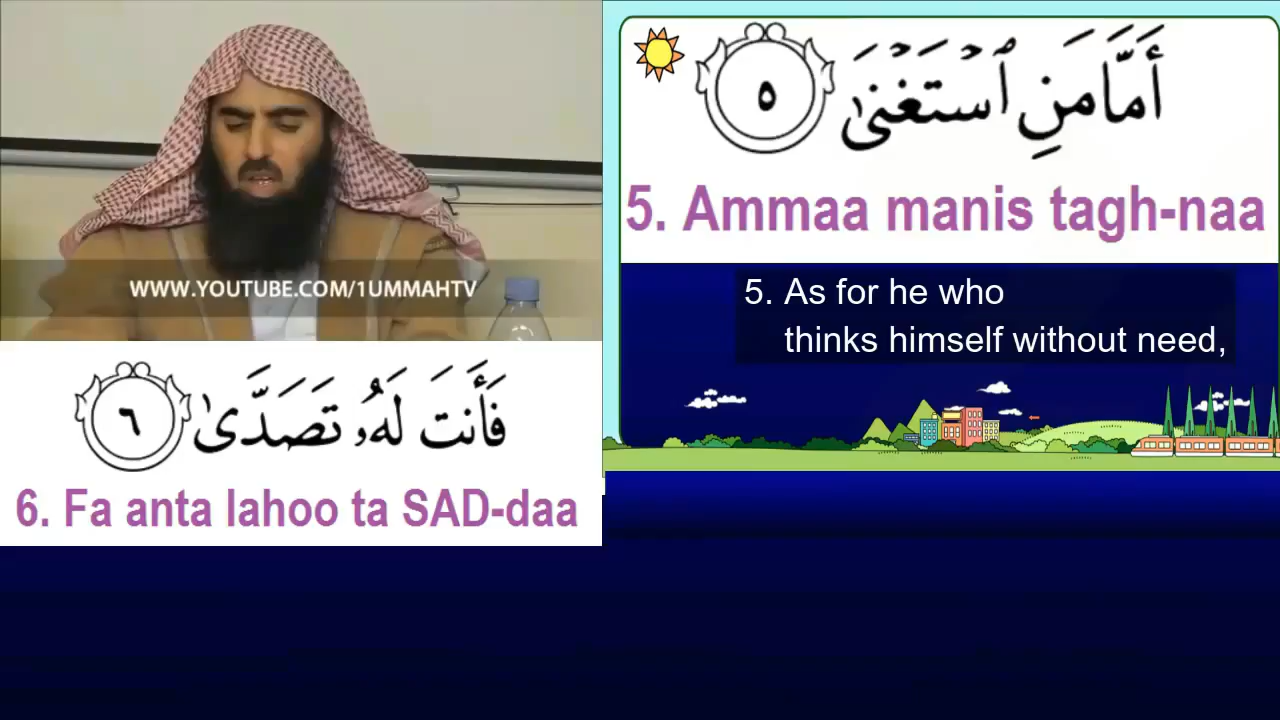 WWW.YOUTUBE.COM/1UMMAHTV
أَمَّا مَنِ ٱسْتَغْنَىٰ ٥
5. Ammaa manis tagh-naa
5. As for he who
thinks himself without need,
فَأَنتَ لَهُۥ تَصَدَّىٰ ٦
6. Fa anta lahoo ta SAD-daa